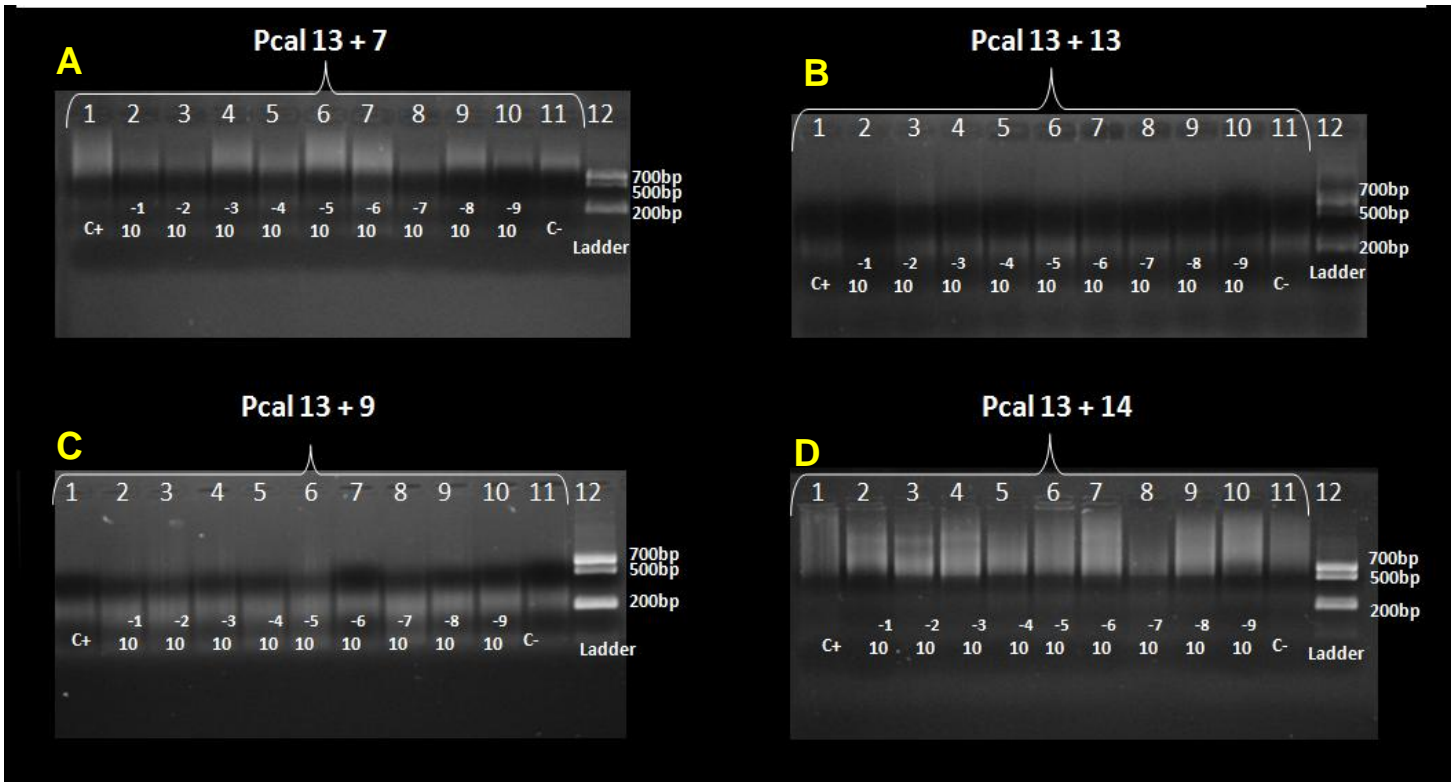 A
Pcal 13 + 7
1 2 3 4 5 6 7 8 9 10 11 12
700bp
500bp
200bp
-1 -2 -3 -4 -5 -6 -7 -8 -9
C+ 10 10 10 10 10 10 10 10 10 C-
Ladder
B
Pcal 13 + 13
1 2 3 4 5 6 7 8 9 10 11 12
700bp
500bp
200bp
-1 -2 -3 -4 -5 -6 -7 -8 -9
C+ 10 10 10 10 10 10 10 10 10 C-
Ladder
C
Pcal 13 + 9
1 2 3 4 5 6 7 8 9 10 11 12
700bp
500bp
200bp
-1 -2 -3 -4 -5 -6 -7 -8 -9
C+ 10 10 10 10 10 10 10 10 10 C-
Ladder
D
Pcal 13 + 14
1 2 3 4 5 6 7 8 9 10 11 12
700bp
500bp
200bp
-1 -2 -3 -4 -5 -6 -7 -8 -9
C+ 10 10 10 10 10 10 10 10 10 C-
Ladder